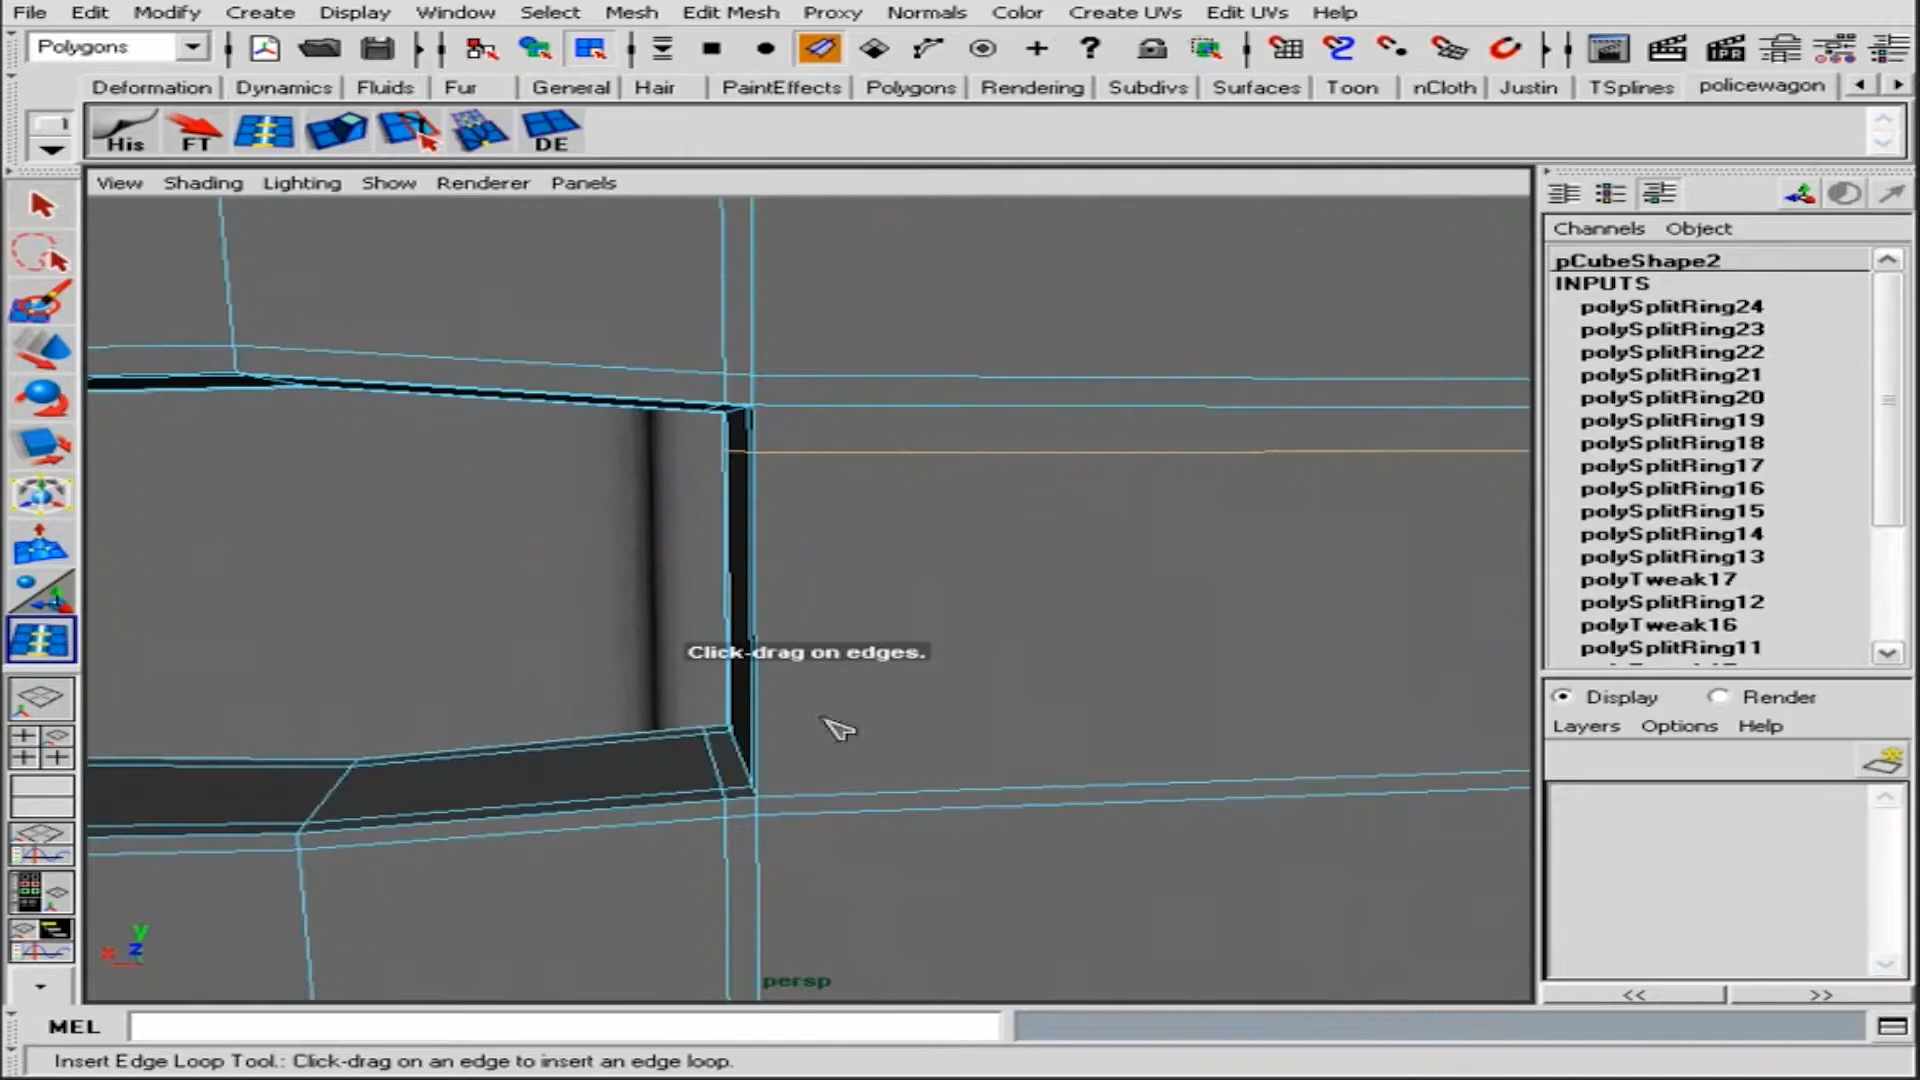 File Edit Modify Create Display Window Select Mesh Edit Mesh Proxy Normals Color Create UVs Edit UVs Help
Polygons
IPR
Deformation Dynamics Fluids Fur General Hair PaintEffects Polygons Rendering Subdivs Surfaces Toon nCloth Justin TSplines policewagon
His FT DE
View Shading Lighting Show Renderer Panels
Channels Object
pCubeShape2
INPUTS
polySplitRing24
polySplitRing23
polySplitRing22
polySplitRing21
polySplitRing20
polySplitRing19
polySplitRing18
polySplitRing17
polySplitRing16
polySplitRing15
polySplitRing14
polySplitRing13
polyTweak17
polySplitRing12
polyTweak16
polySplitRing11
Click-drag on edges.
Display Render
Layers Options Help
y
x z
persp
<< >>
MEL
Insert Edge Loop Tool.: Click-drag on an edge to insert an edge loop.